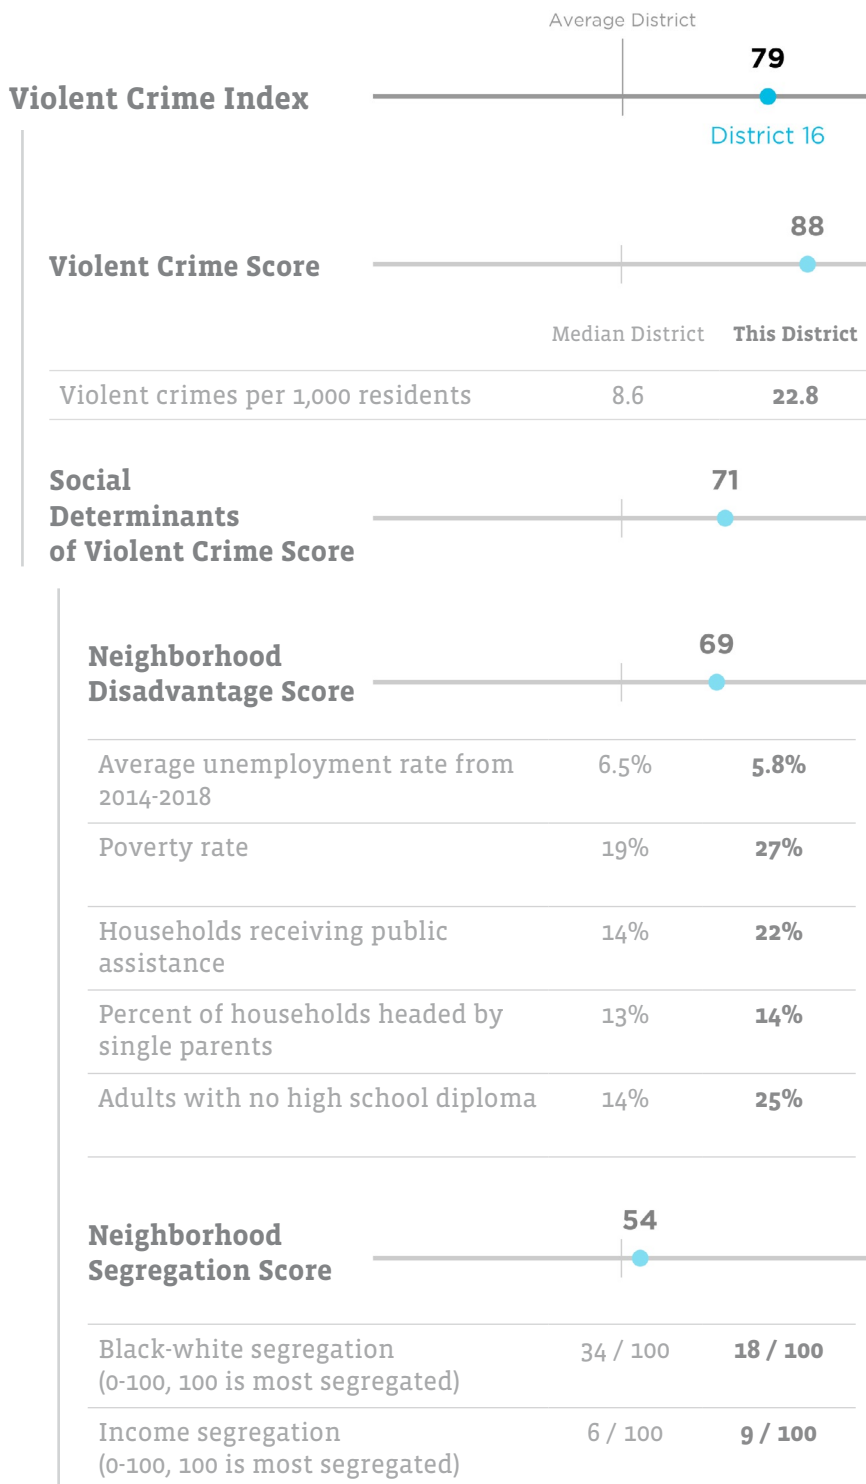 Average District
79
Violent Crime Index
District 16
88
Violent Crime Score
Median District This District
Violent crimes per 1,000 residents 8.6 22.8
Social
71
Determinants
of Violent Crime Score
69
Neighborhood
Disadvantage Score
Average unemployment rate from 6.5% 5.8%
2014-2018
Poverty rate 19% 27%
Households receiving public 14% 22%
assistance
Percent of households headed by 13% 14%
single parents
Adults with no high school diploma 14% 25%
54
Neighborhood
Segregation Score
Black-white segregation 34 / 100 18 / 100
(0-100, 100 is most segregated)
Income segregation 6 / 100 9 / 100
(0-100, 100 is most segregated)